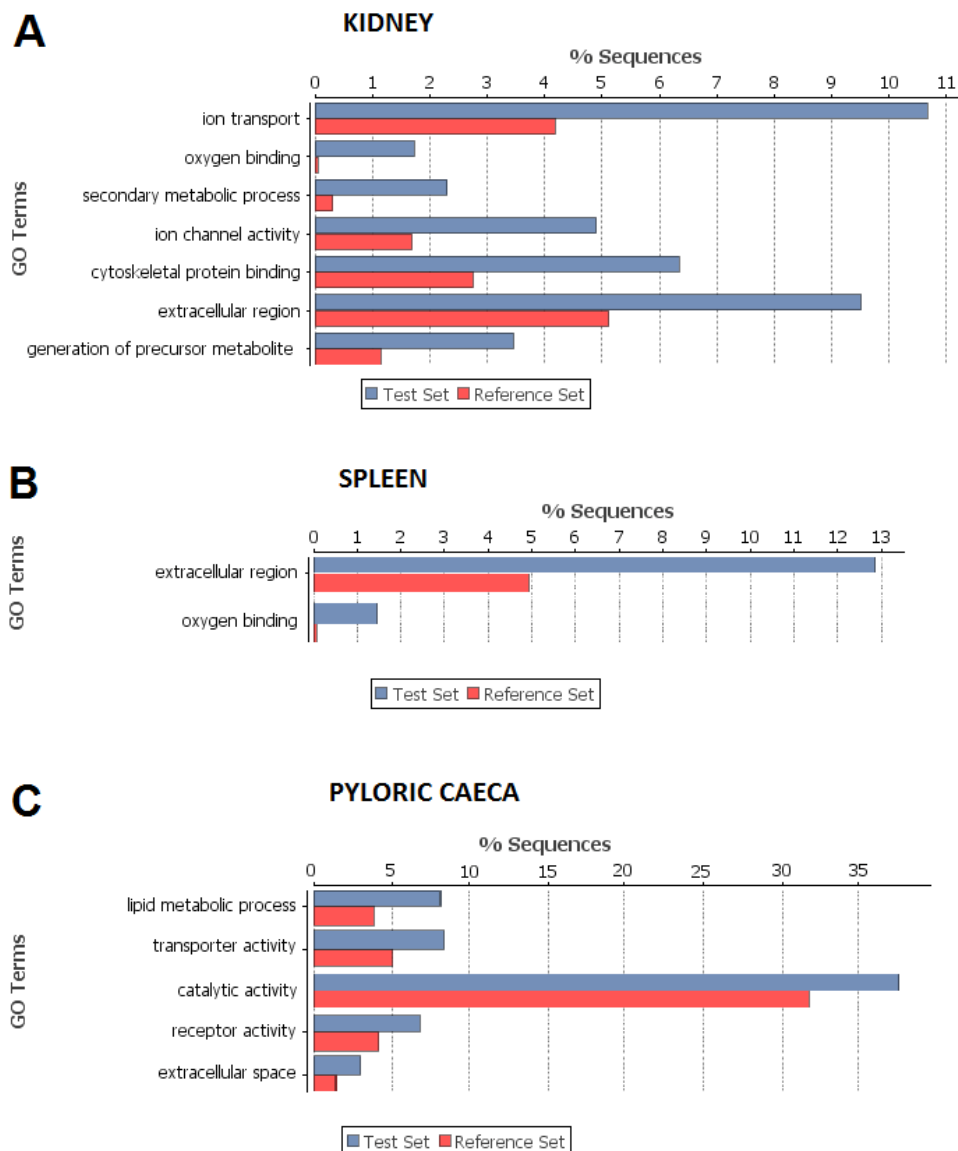 A
KIDNEY
% Sequences
0 1 2 3 4 5 6 7 8 9 10 11
GO Terms
ion transport
oxygen binding
secondary metabolic process
ion channel activity
cytoskeletal protein binding
extracellular region
generation of precursor metabolite
Test Set Reference Set
B
SPLEEN
% Sequences
0 1 2 3 4 5 6 7 8 9 10 11 12 13
GO Terms
extracellular region
oxygen binding
Test Set Reference Set
C
PYLORIC CAECA
% Sequences
0 5 10 15 20 25 30 35
GO Terms
lipid metabolic process
transporter activity
catalytic activity
receptor activity
extracellular space
Test Set Reference Set